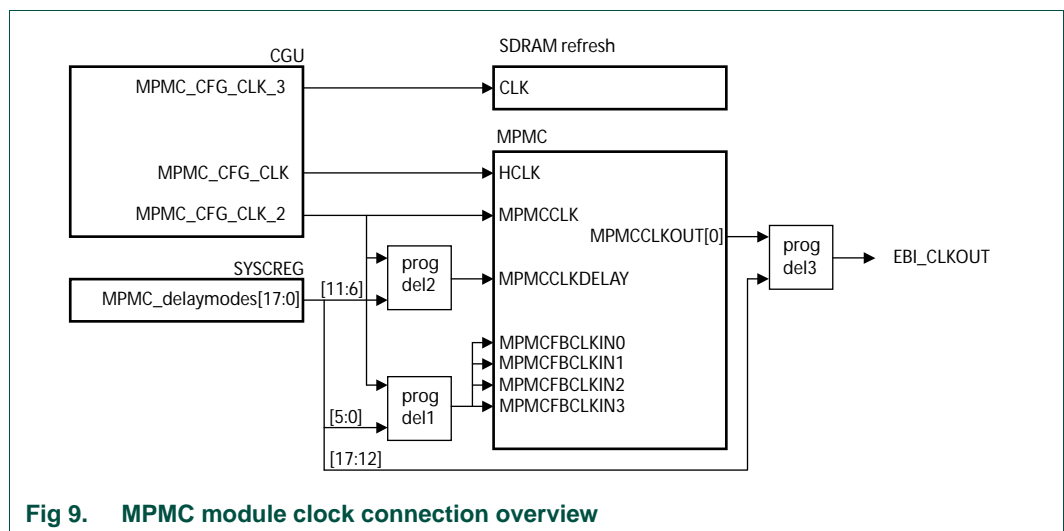 CGU
MPMC_CFG_CLK_3
MPMC_CFG_CLK
MPMC_CFG_CLK_2
SYSCREG
MPMC_delaymodes[17:0]
SDRAM refresh
CLK
MPMC
HCLK
MPMCCLK
MPMCCLKOUT[0]
MPMCCLKDELAY
MPMCFBCLKIN0
MPMCFBCLKIN1
MPMCFBCLKIN2
MPMCFBCLKIN3
[11:6]
prog
del2
[5:0]
prog
del1
[17:12]
prog
del3
EBI_CLKOUT
Fig 9. MPMC module clock connection overview